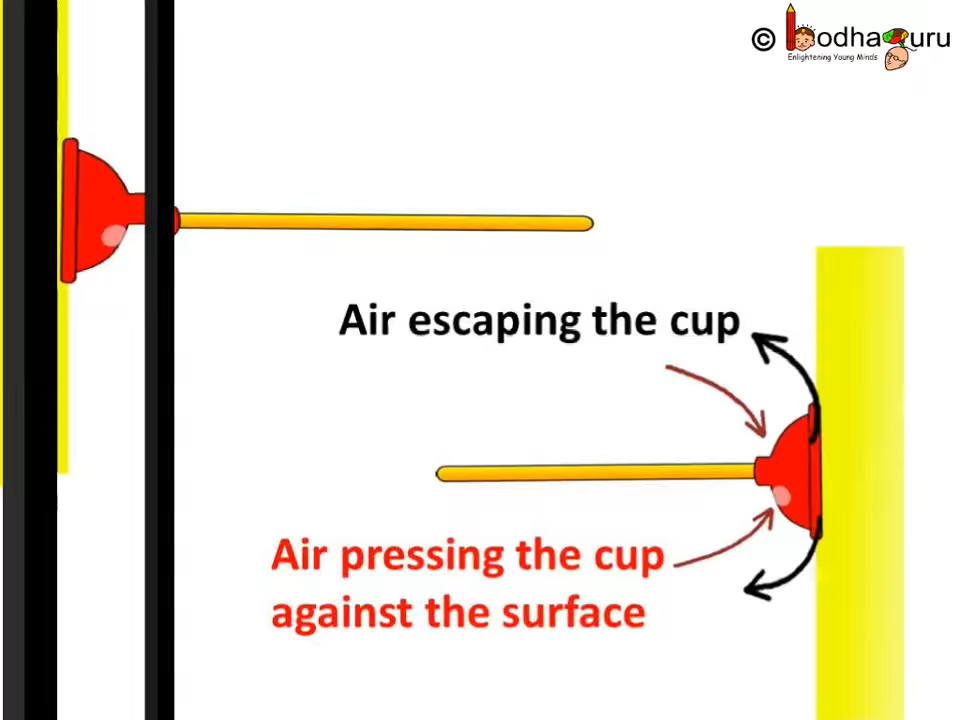 © bodhaguru
Enlightening Young Minds
Air escaping the cup
Air pressing the cup
against the surface